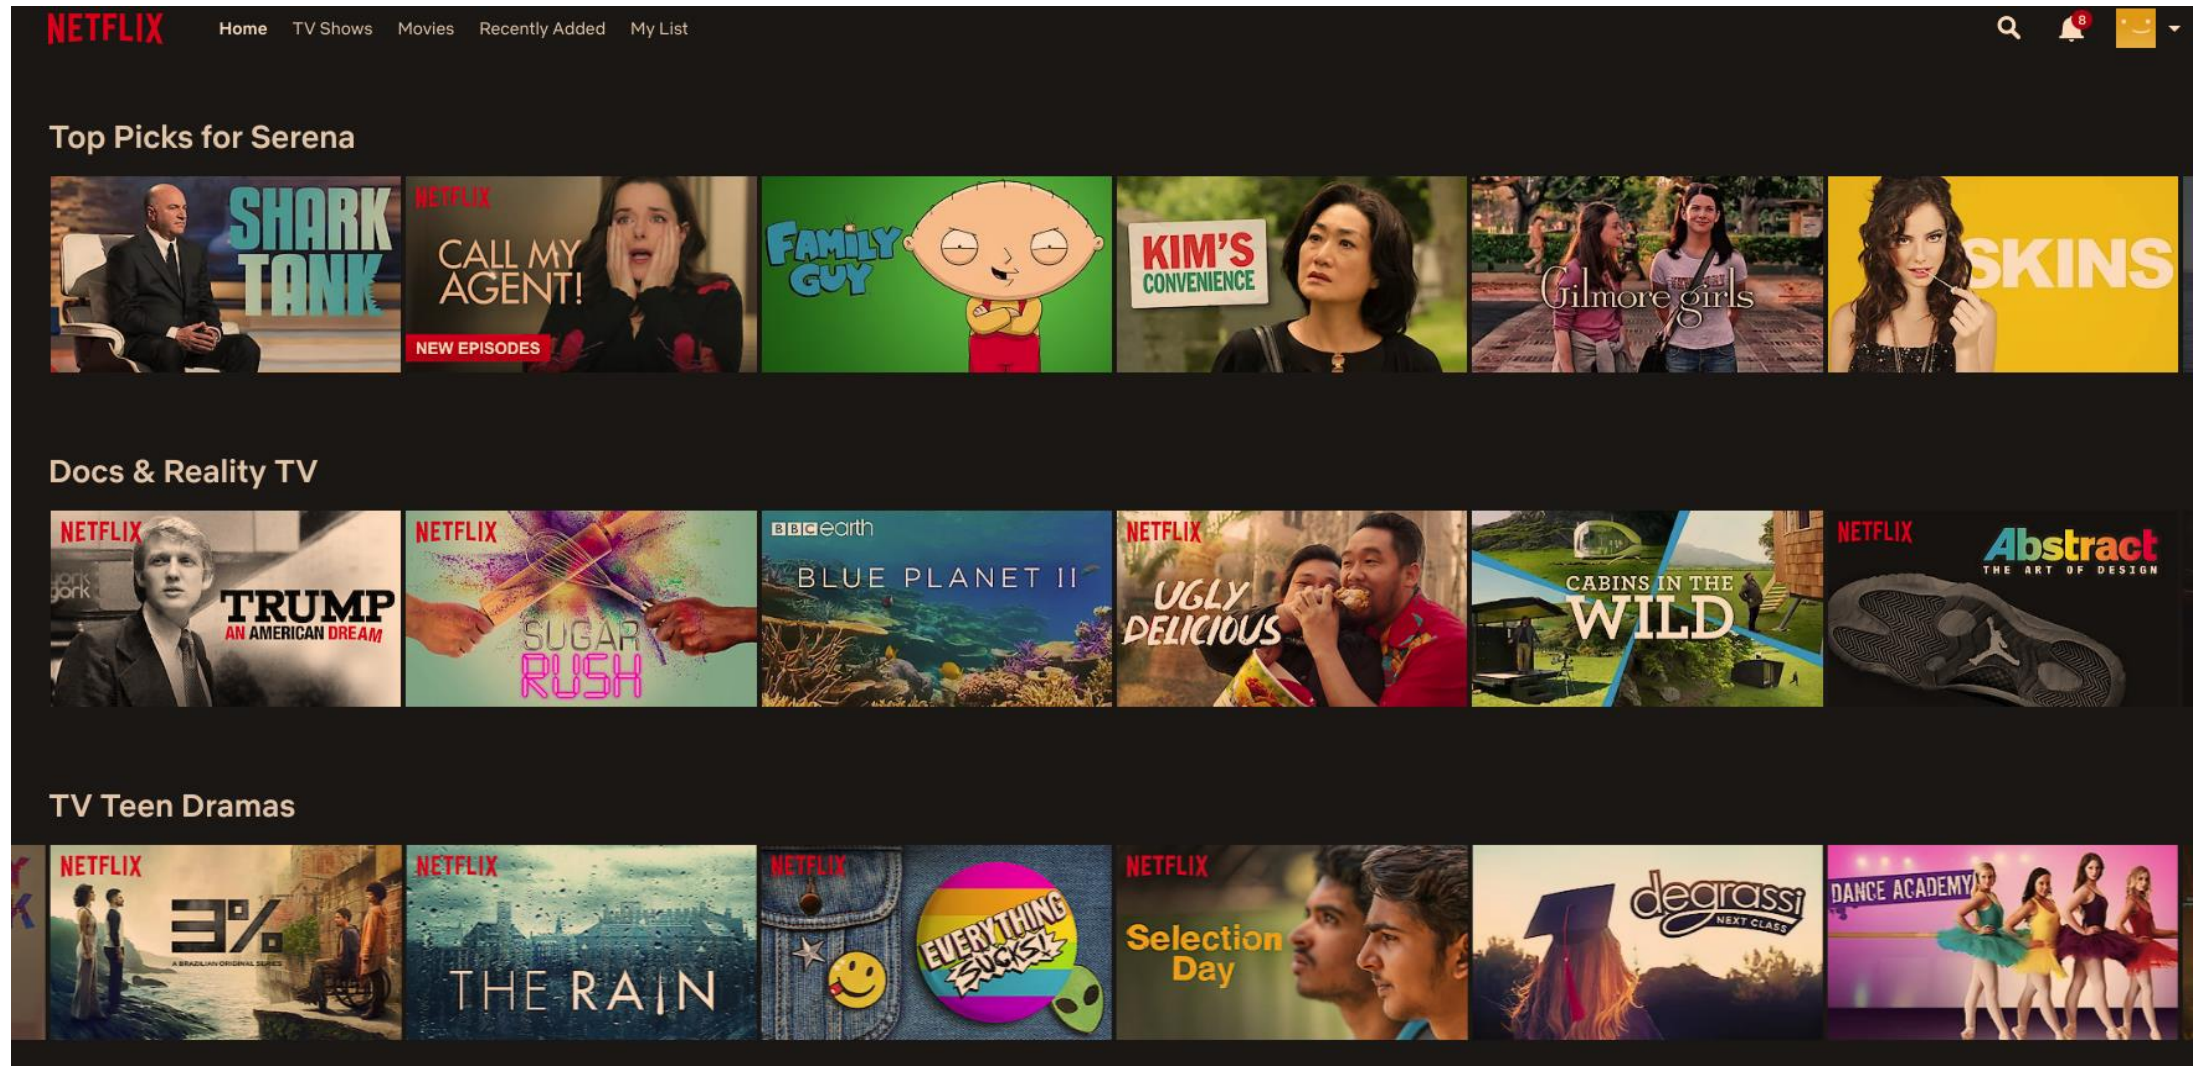 NETFLIX Home TV Shows Movies Recently Added My List 8
Top Picks for Serena
SHARK
TANK
NETFLIX
CALL MY
AGENT!
NEW EPISODES
FAMILY
GUY
KIM'S
CONVENIENCE
Gilmore girls
SKINS
Docs & Reality TV
NETFLIX
york
TRUMP
AN AMERICAN DREAM
NETFLIX
SUGAR
RUSH
BBC earth
BLUE PLANET II
NETFLIX
UGLY
DELICIOUS
CABINS IN THE
WILD
NETFLIX
Abstract
THE ART OF DESIGN
TV Teen Dramas
NETFLIX
3%
A BRAZILIAN ORIGINAL SERIES
NETFLIX
THE RAIN
NETFLIX
EVERYTHING
SUCKS!
NETFLIX
Selection
Day
degrassi
NEXT CLASS
DANCE ACADEMY